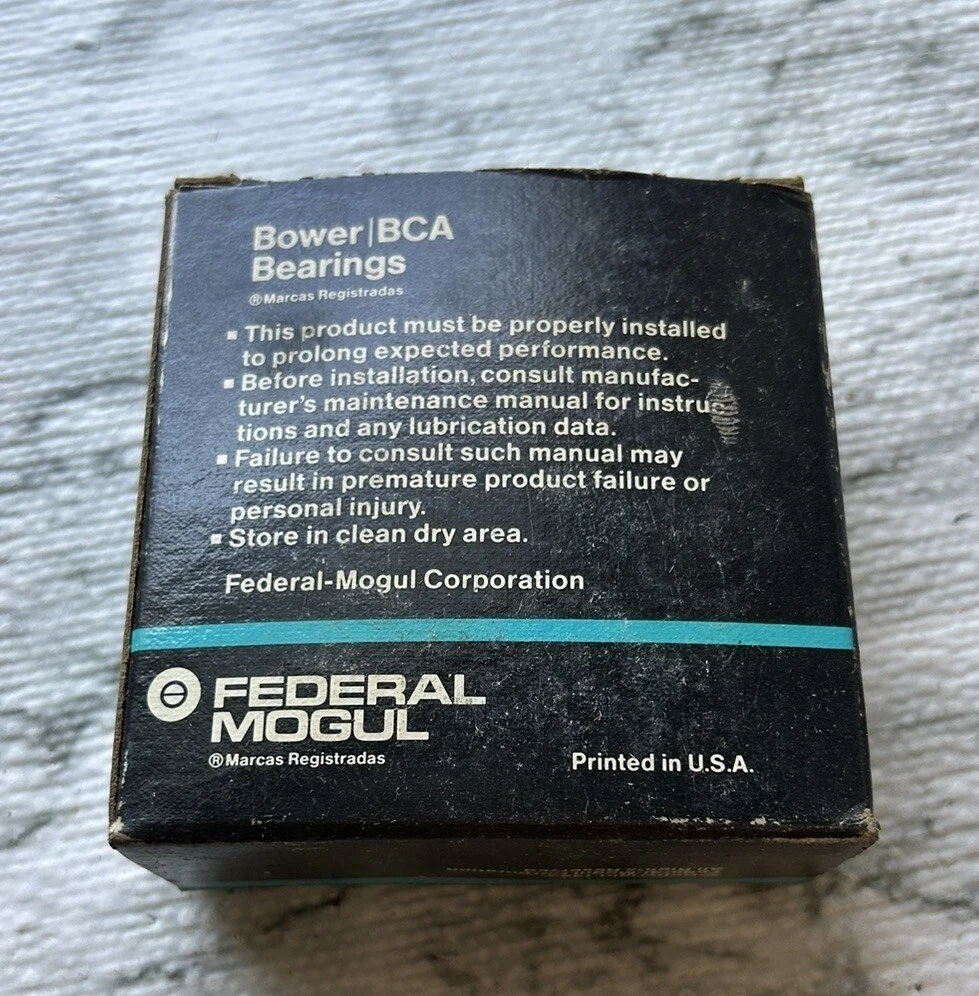 Bower|BCA
Bearings
®Marcas Registradas
▪ This product must be properly installed
to prolong expected performance.
▪ Before installation, consult manufac-
turer's maintenance manual for instruc-
tions and any lubrication data.
▪ Failure to consult such manual may
result in premature product failure or
personal injury.
▪ Store in clean dry area.
Federal-Mogul Corporation
FEDERAL
MOGUL
®Marcas Registradas
Printed in U.S.A.